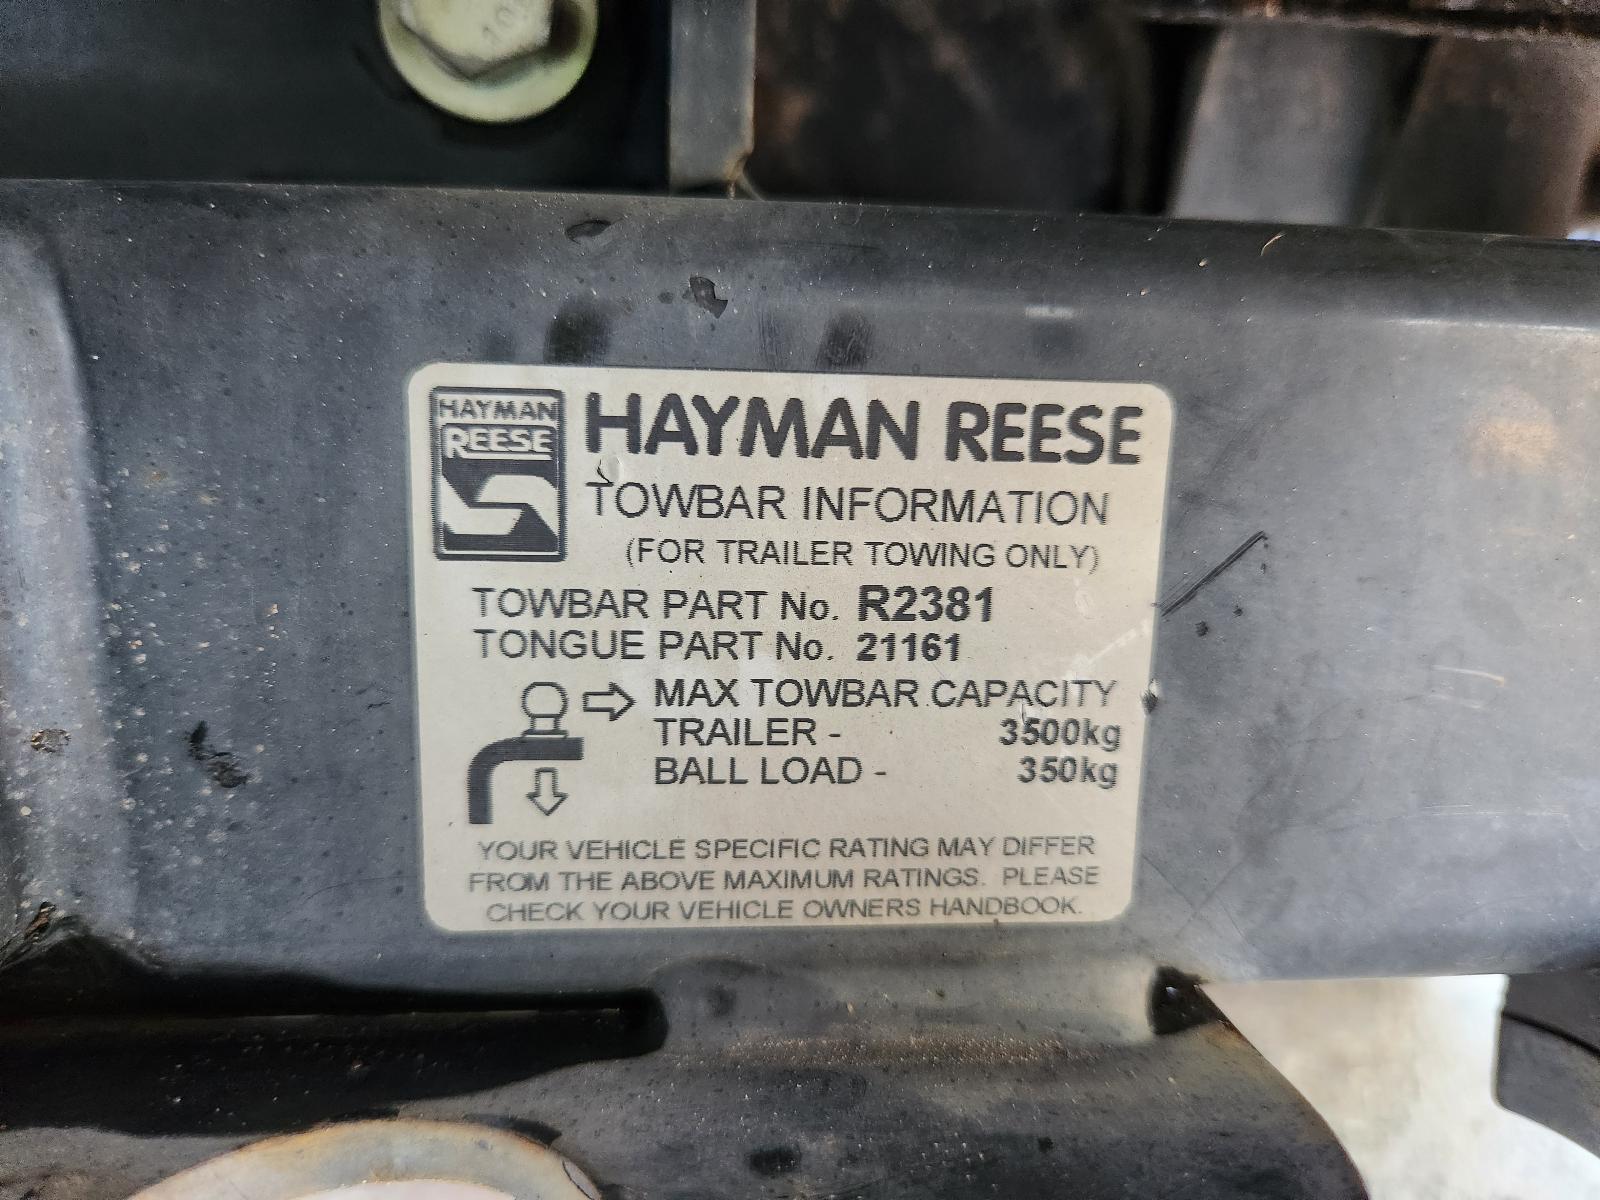 HAYMAN
REESE
HAYMAN REESE
TOWBAR INFORMATION
(FOR TRAILER TOWING ONLY)
TOWBAR PART No. R2381
TONGUE PART No. 21161
MAX TOWBAR CAPACITY
TRAILER - 3500kg
BALL LOAD - 350kg
YOUR VEHICLE SPECIFIC RATING MAY DIFFER
FROM THE ABOVE MAXIMUM RATINGS. PLEASE
CHECK YOUR VEHICLE OWNERS HANDBOOK.